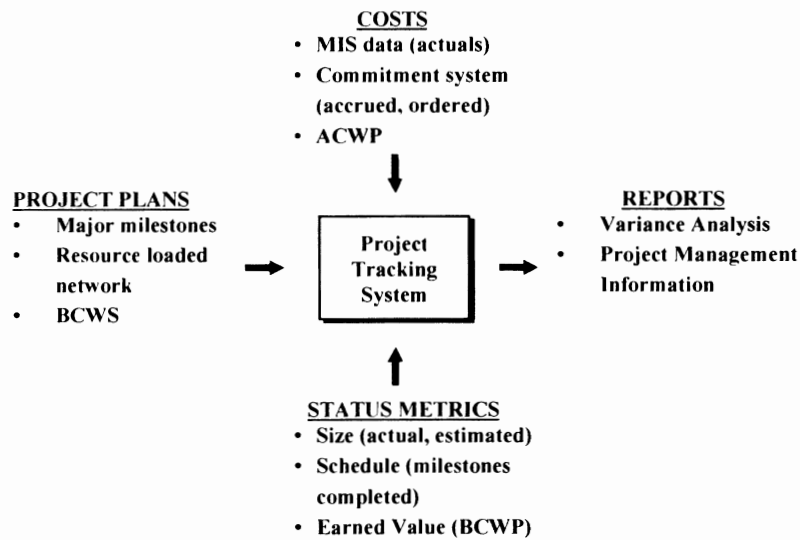 COSTS
• MIS data (actuals)
• Commitment system
(accrued, ordered)
• ACWP
PROJECT PLANS
• Major milestones
• Resource loaded
network
• BCWS
Project
Tracking
System
REPORTS
• Variance Analysis
• Project Management
Information
STATUS METRICS
• Size (actual, estimated)
• Schedule (milestones
completed)
• Earned Value (BCWP)